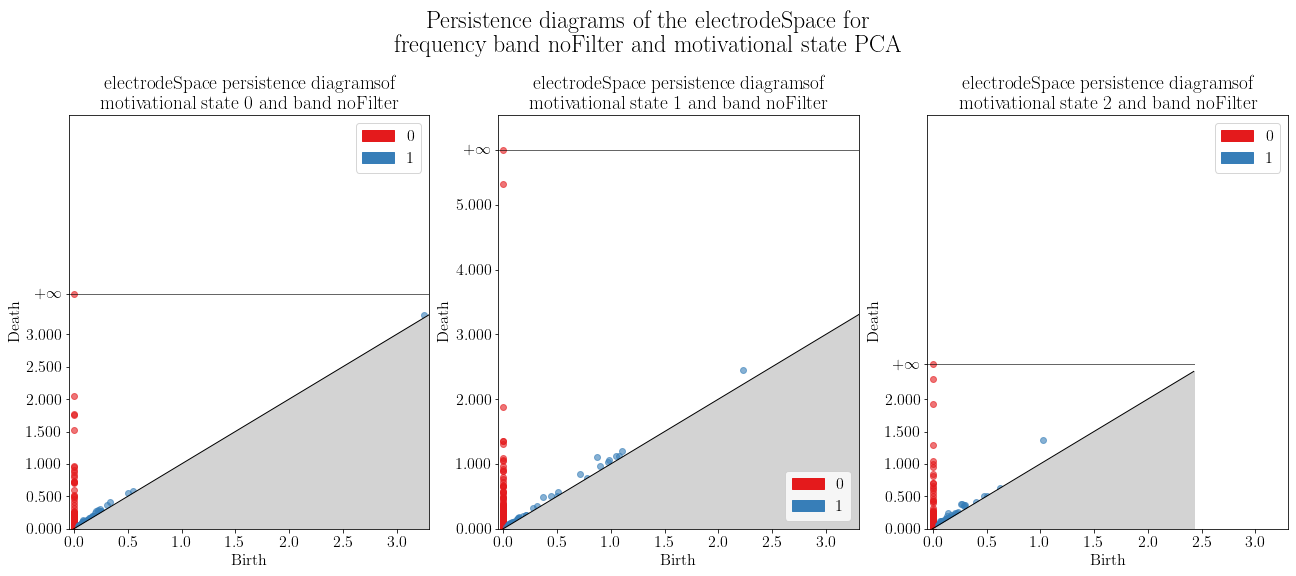 Persistence diagrams of the electrodeSpace for
frequency band noFilter and motivational state PCA
electrodeSpace persistence diagramsof
motivational state 0 and band noFilter
0
1
+∞
3.000
2.500
2.000
1.500
1.000
0.500
0.000
Death
0.0 0.5 1.0 1.5 2.0 2.5 3.0
Birth
electrodeSpace persistence diagramsof
motivational state 1 and band noFilter
+∞
5.000
4.000
3.000
2.000
1.000
0.000
Death
0
1
0.0 0.5 1.0 1.5 2.0 2.5 3.0
Birth
electrodeSpace persistence diagramsof
motivational state 2 and band noFilter
0
1
+∞
2.000
1.500
1.000
0.500
0.000
Death
0.0 0.5 1.0 1.5 2.0 2.5 3.0
Birth